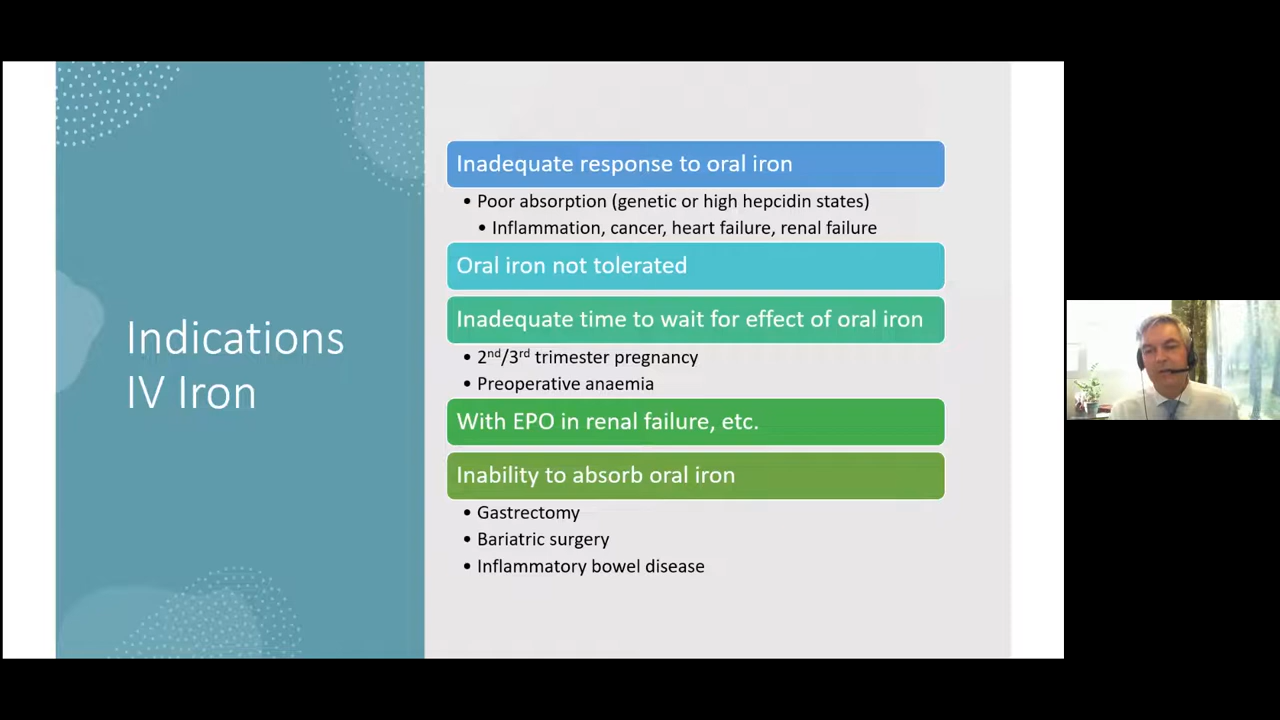 Indications
IV Iron
Inadequate response to oral iron
• Poor absorption (genetic or high hepcidin states)
• Inflammation, cancer, heart failure, renal failure
Oral iron not tolerated
Inadequate time to wait for effect of oral iron
• 2nd/3rd trimester pregnancy
• Preoperative anaemia
With EPO in renal failure, etc.
Inability to absorb oral iron
• Gastrectomy
• Bariatric surgery
• Inflammatory bowel disease